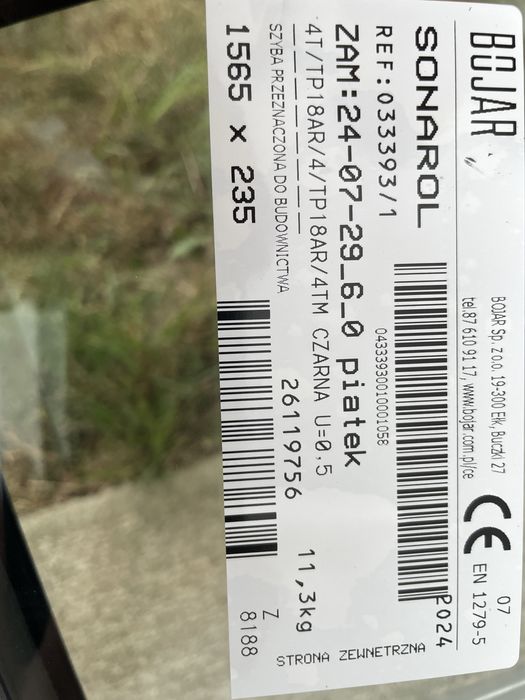 BOJAR
BOJAR Sp. z o.o. 19-300 Ełk, Buczki 27
tel.87 610 91 17, www.bojar.com.pl/ce
CE
07
EN 1279-5
SONAROL
2024
REF:033393/1
04333930010001058
ZAM:24-07-29_6_0 piatek
4T/TP18AR/4/TP18AR/4TM CZARNA U=0,5
STRONA ZEWNETRZNA
26119756
11,3kg
SZYBA PRZEZNACZONA DO BUDOWNICTWA
1565 x 235
Z
8188